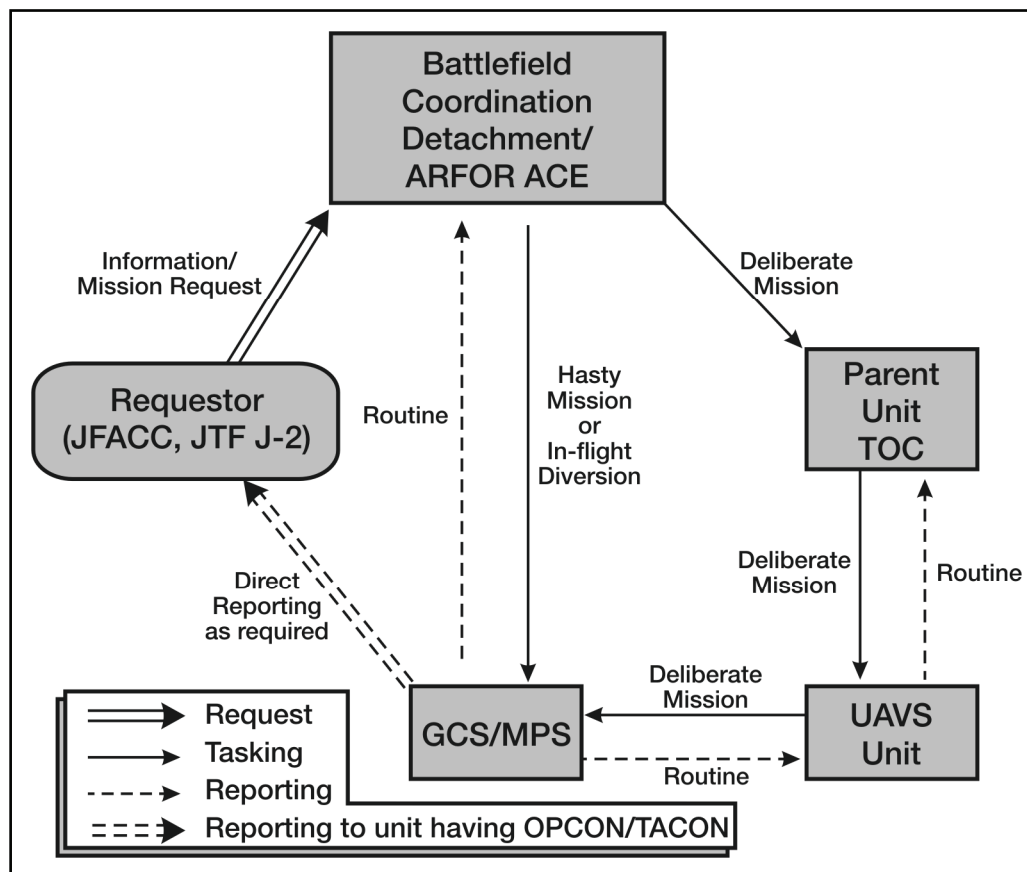 Battlefield
Coordination
Detachment/
ARFOR ACE
Information/
Mission Request
Deliberate
Mission
Requestor
(JFACC, JTF J-2)
Routine
Hasty
Mission
or
In-flight
Diversion
Parent
Unit
TOC
Direct
Reporting
as required
Deliberate
Mission
Routine
Deliberate
Mission
GCS/MPS
UAVS
Unit
Routine
Request
Tasking
Reporting
Reporting to unit having OPCON/TACON